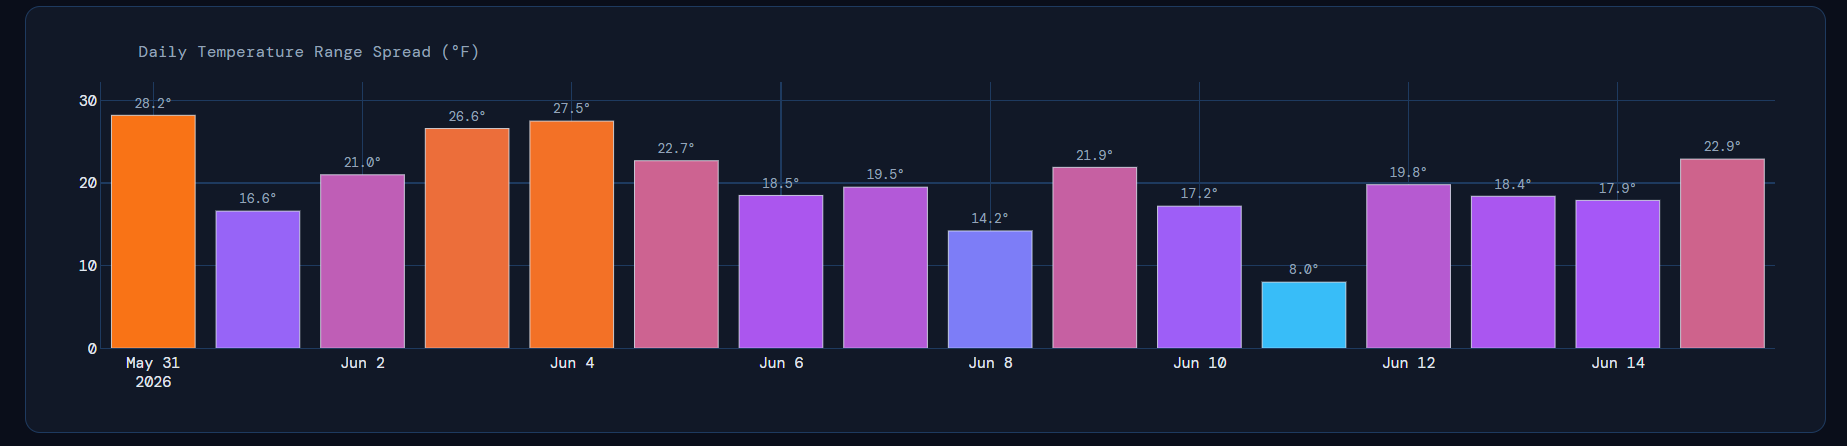 Daily Temperature Range Spread (°F)
30
20
10
0
28.2°
16.6°
21.0°
26.6°
27.5°
22.7°
18.5°
19.5°
14.2°
21.9°
17.2°
8.0°
19.8°
18.4°
17.9°
22.9°
May 31
2026
Jun 2
Jun 4
Jun 6
Jun 8
Jun 10
Jun 12
Jun 14